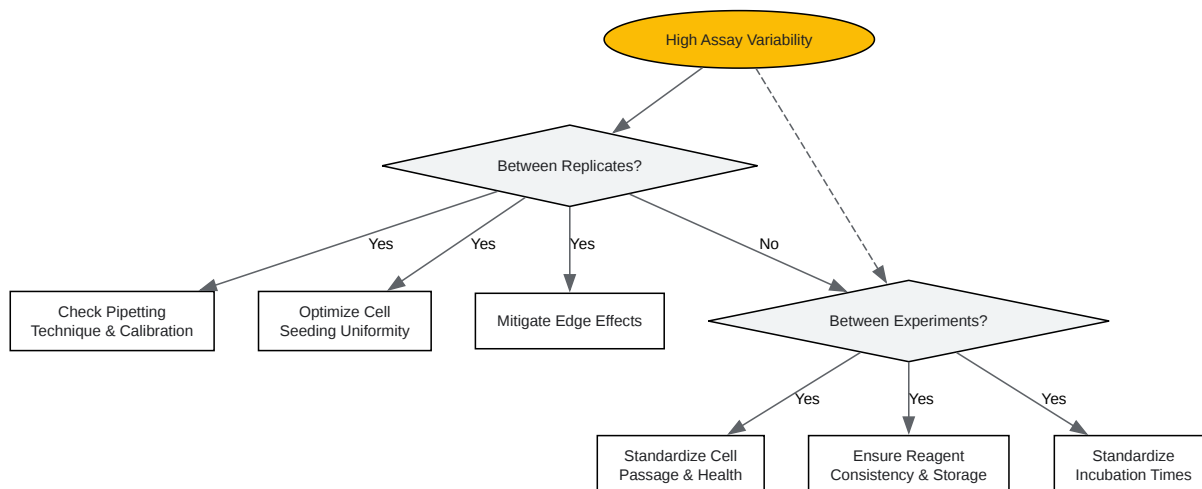 High Assay Variability
Between Replicates?
Yes
Yes
Yes
No
Check Pipetting
Technique & Calibration
Optimize Cell
Seeding Uniformity
Mitigate Edge Effects
Between Experiments?
Yes
Yes
Yes
Standardize Cell
Passage & Health
Ensure Reagent
Consistency & Storage
Standardize
Incubation Times